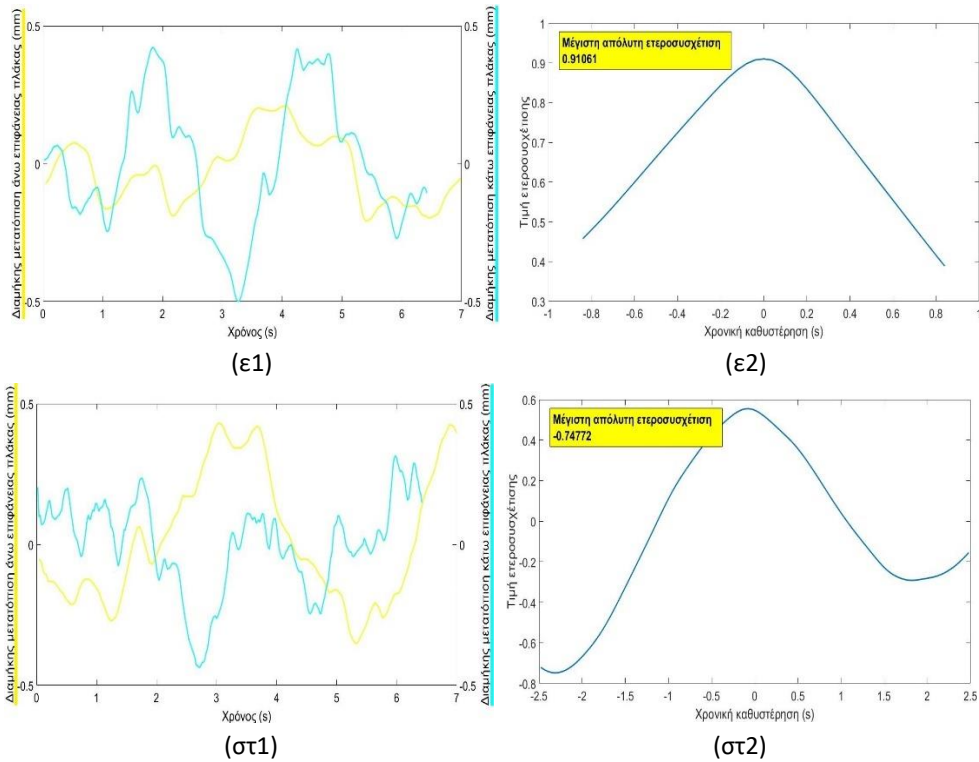 Διαμήκης μετατόπιση άνω επιφάνειας πλάκας (mm)
0.5
0
-0.5
0.5
0
-0.5
0 1 2 3 4 5 6 7
Χρόνος (s)
Διαμήκης μετατόπιση κάτω επιφάνειας πλάκας (mm)
(ε1)
Τιμή ετεροσυσχέτισης
1
0.9
0.8
0.7
0.6
0.5
0.4
0.3
Μέγιστη απόλυτη ετεροσυσχέτιση
0.91061
-1 -0.8 -0.6 -0.4 -0.2 0 0.2 0.4 0.6 0.8 1
Χρονική καθυστέρηση (s)
(ε2)
Διαμήκης μετατόπιση άνω επιφάνειας πλάκας (mm)
0.5
0
-0.5
0.5
0
-0.5
0 1 2 3 4 5 6 7
Χρόνος (s)
Διαμήκης μετατόπιση κάτω επιφάνειας πλάκας (mm)
(στ1)
Τιμή ετεροσυσχέτισης
0.6
0.4
0.2
0
-0.2
-0.4
-0.6
-0.8
Μέγιστη απόλυτη ετεροσυσχέτιση
-0.74772
-2.5 -2 -1.5 -1 -0.5 0 0.5 1 1.5 2 2.5
Χρονική καθυστέρηση (s)
(στ2)